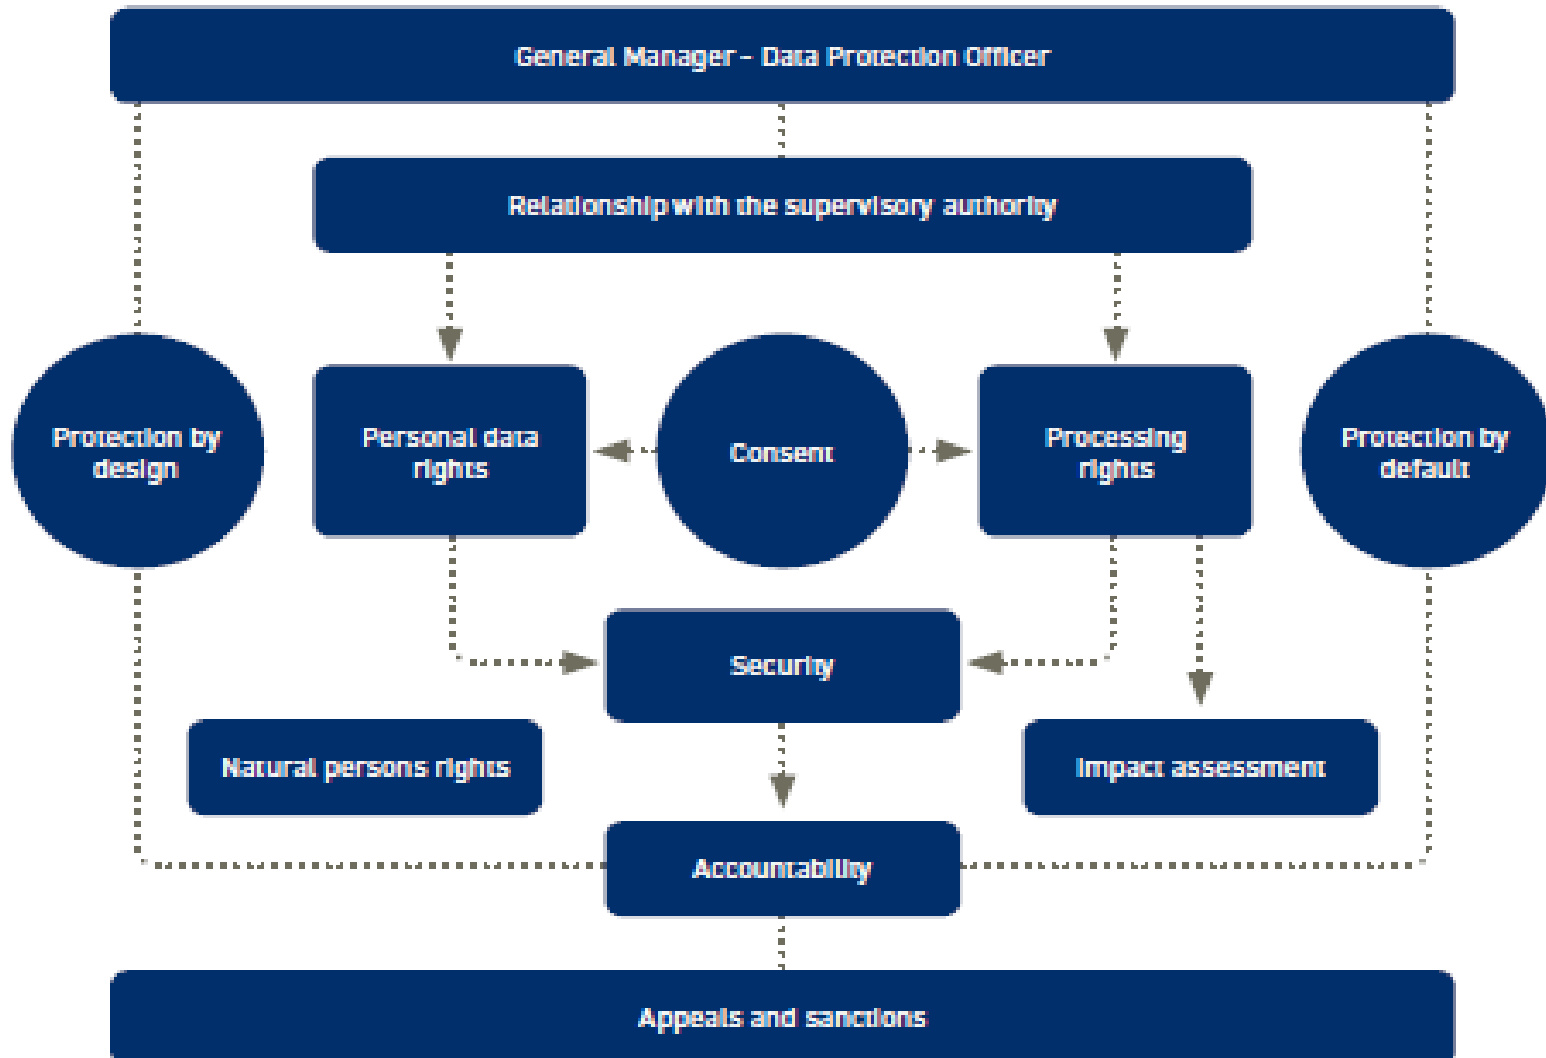 General Manager - Data Protection Officer
Relationship with the supervisory authority
Protection by
design
Personal data
rights
Consent
Processing
rights
Protection by
default
Security
Natural persons rights
Impact assessment
Accountability
Appeals and sanctions